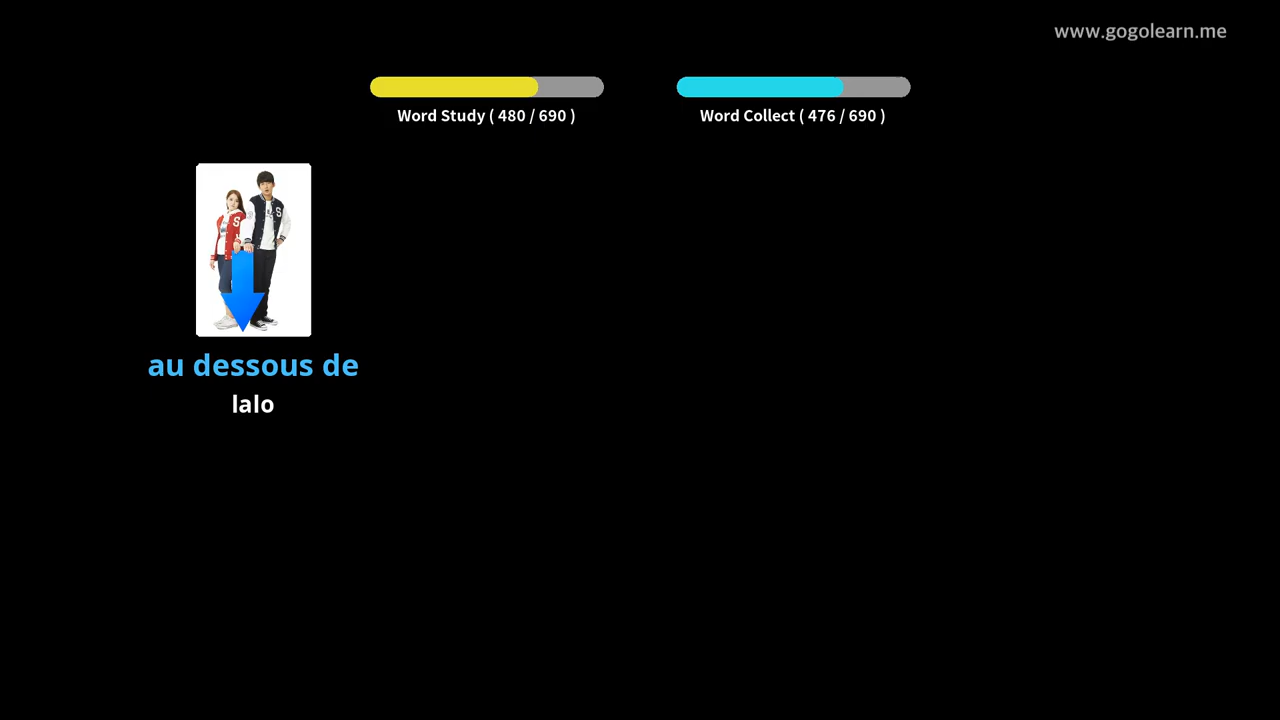 www.gogolearn.me
Word Study ( 480 / 690 )
Word Collect ( 476 / 690 )
S
S
au dessous de
lalo